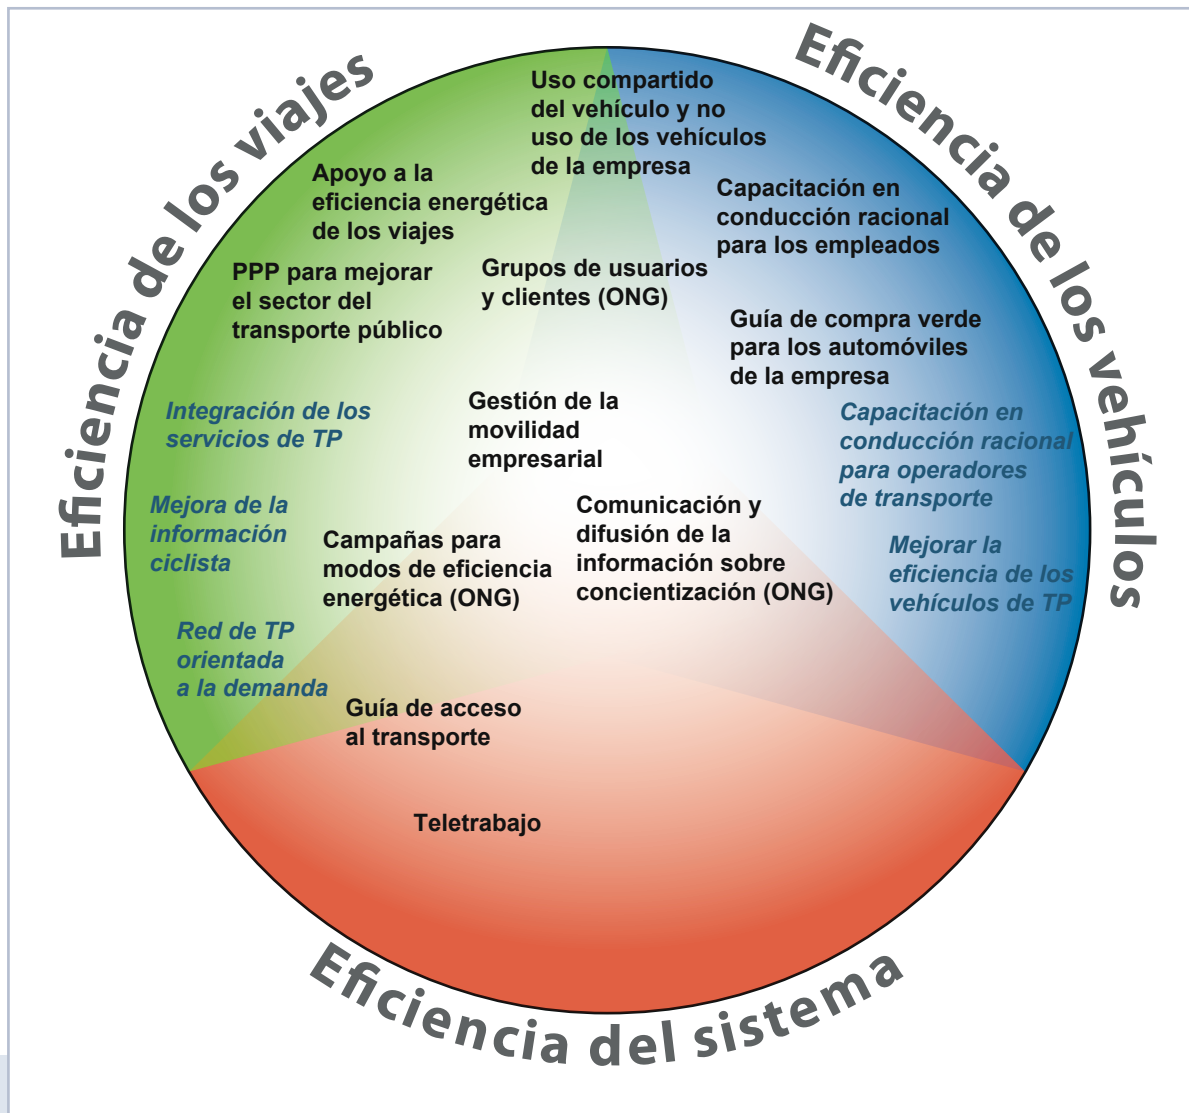 Eficiencia de los viajes
Eficiencia de los vehículos
Uso compartido
del vehículo y no
uso de los vehículos
de la empresa
Apoyo a la
eficiencia energética
de los viajes
Capacitación en
conducción racional
para los empleados
PPP para mejorar
el sector del
transporte público
Grupos de usuarios
y clientes (ONG)
Guía de compra verde
para los automóviles
de la empresa
Integración de los
servicios de TP
Gestión de la
movilidad
empresarial
Capacitación en
conducción racional
para operadores
de transporte
Mejora de la
información
ciclista
Campañas para
modos de eficiencia
energética (ONG)
Comunicación y
difusión de la
información sobre
concientización (ONG)
Mejorar la
eficiencia de los
vehículos de TP
Red de TP
orientada
a la demanda
Guía de acceso
al transporte
Teletrabajo
Eficiencia del sistema